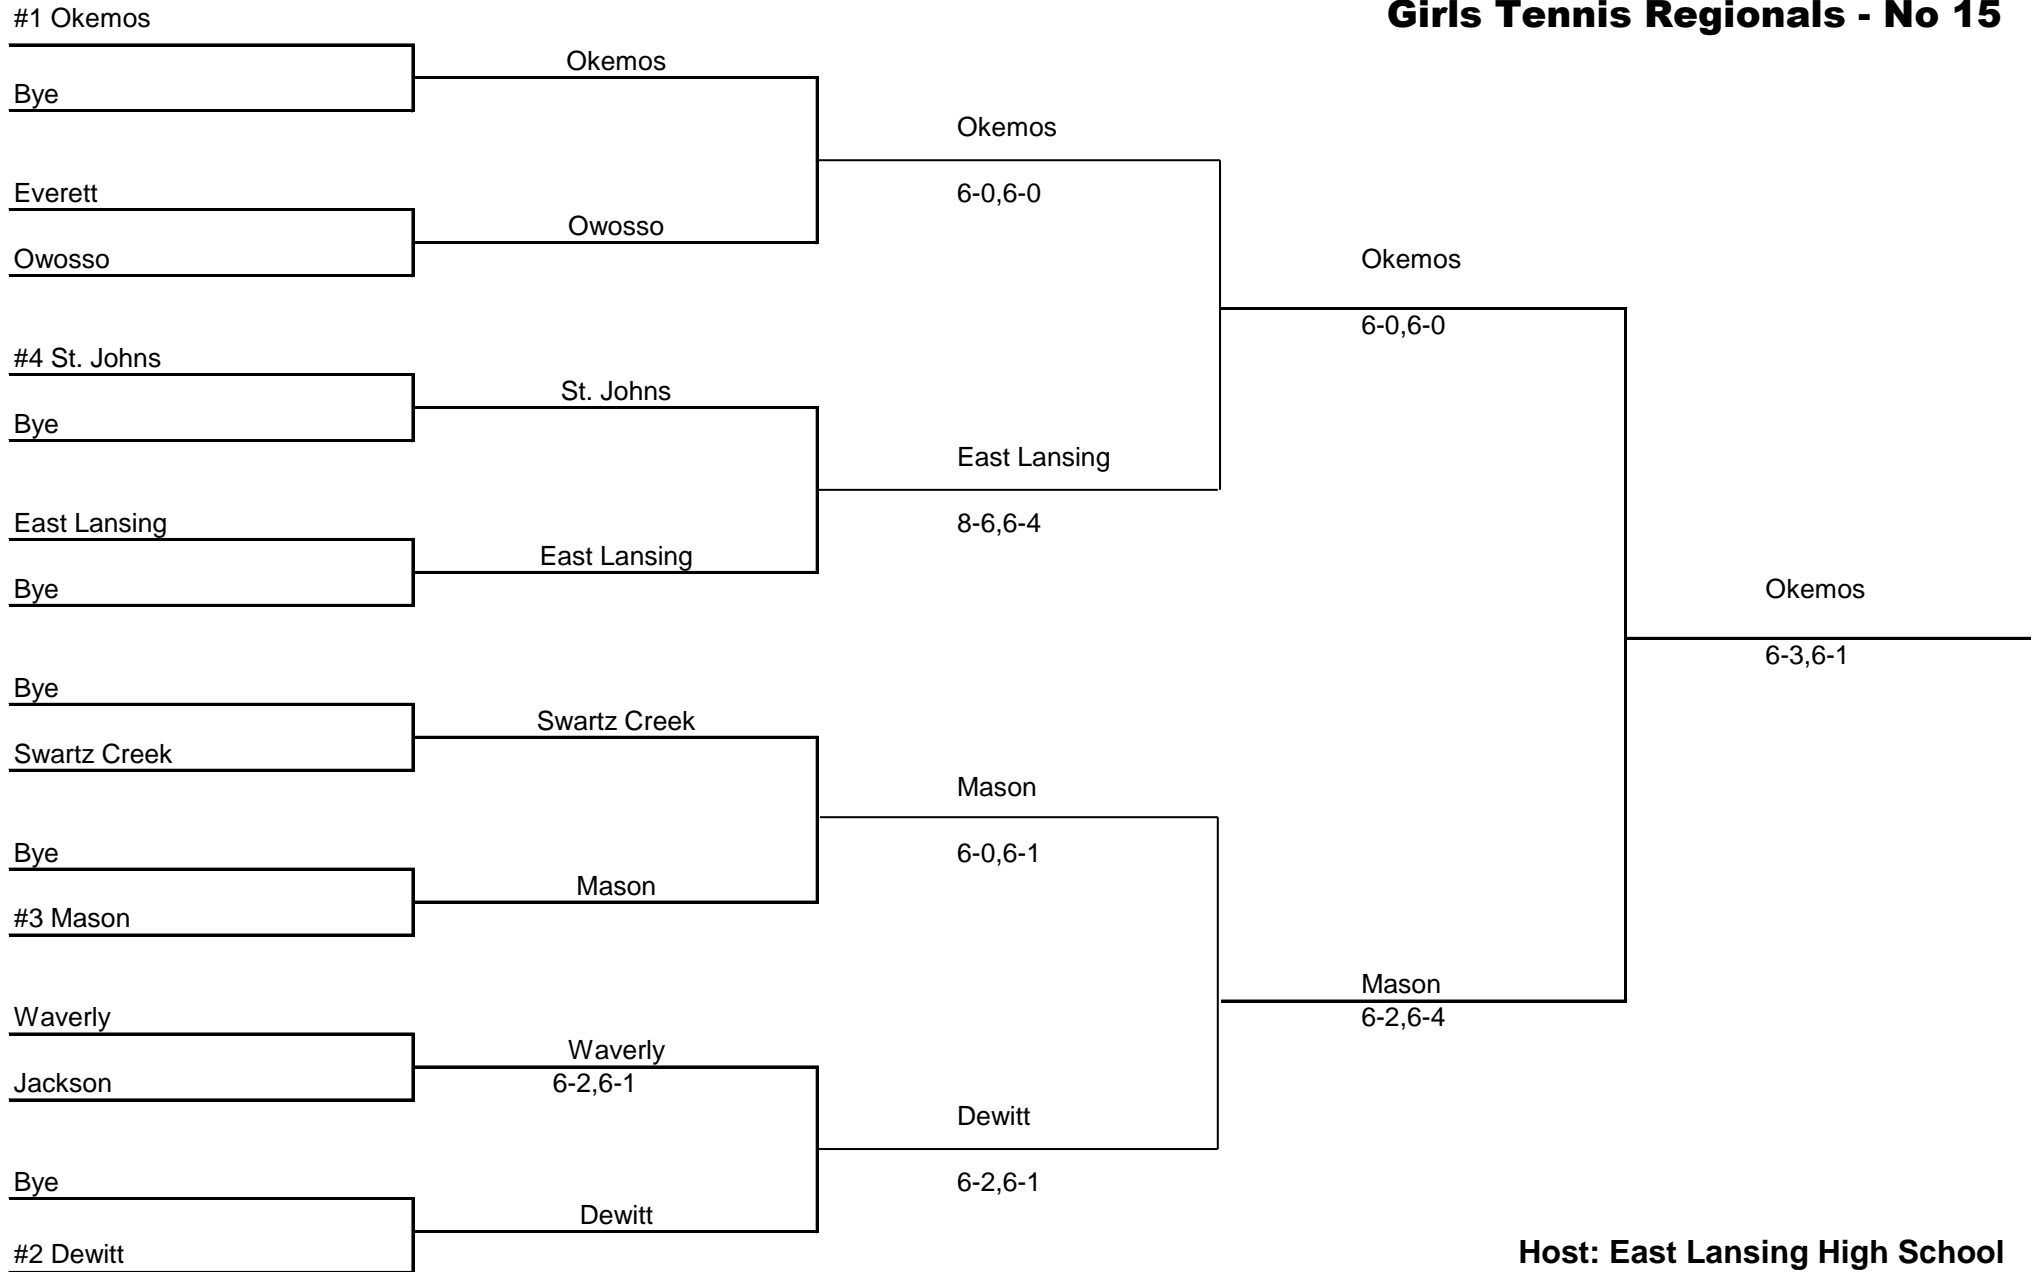 Girls Tennis Regionals - No 15
#1 Okemos
Bye
Everett
Owosso
#4 St. Johns
Bye
East Lansing
Bye
Bye
Swartz Creek
Bye
#3 Mason
Waverly
Jackson
Bye
#2 Dewitt
Okemos
Owosso
St. Johns
East Lansing
Swartz Creek
Mason
Waverly
6-2,6-1
Dewitt
Okemos
6-0,6-0
East Lansing
8-6,6-4
Mason
6-0,6-1
Dewitt
6-2,6-1
Okemos
6-0,6-0
Mason
6-2,6-4
Okemos
6-3,6-1
Host: East Lansing High School